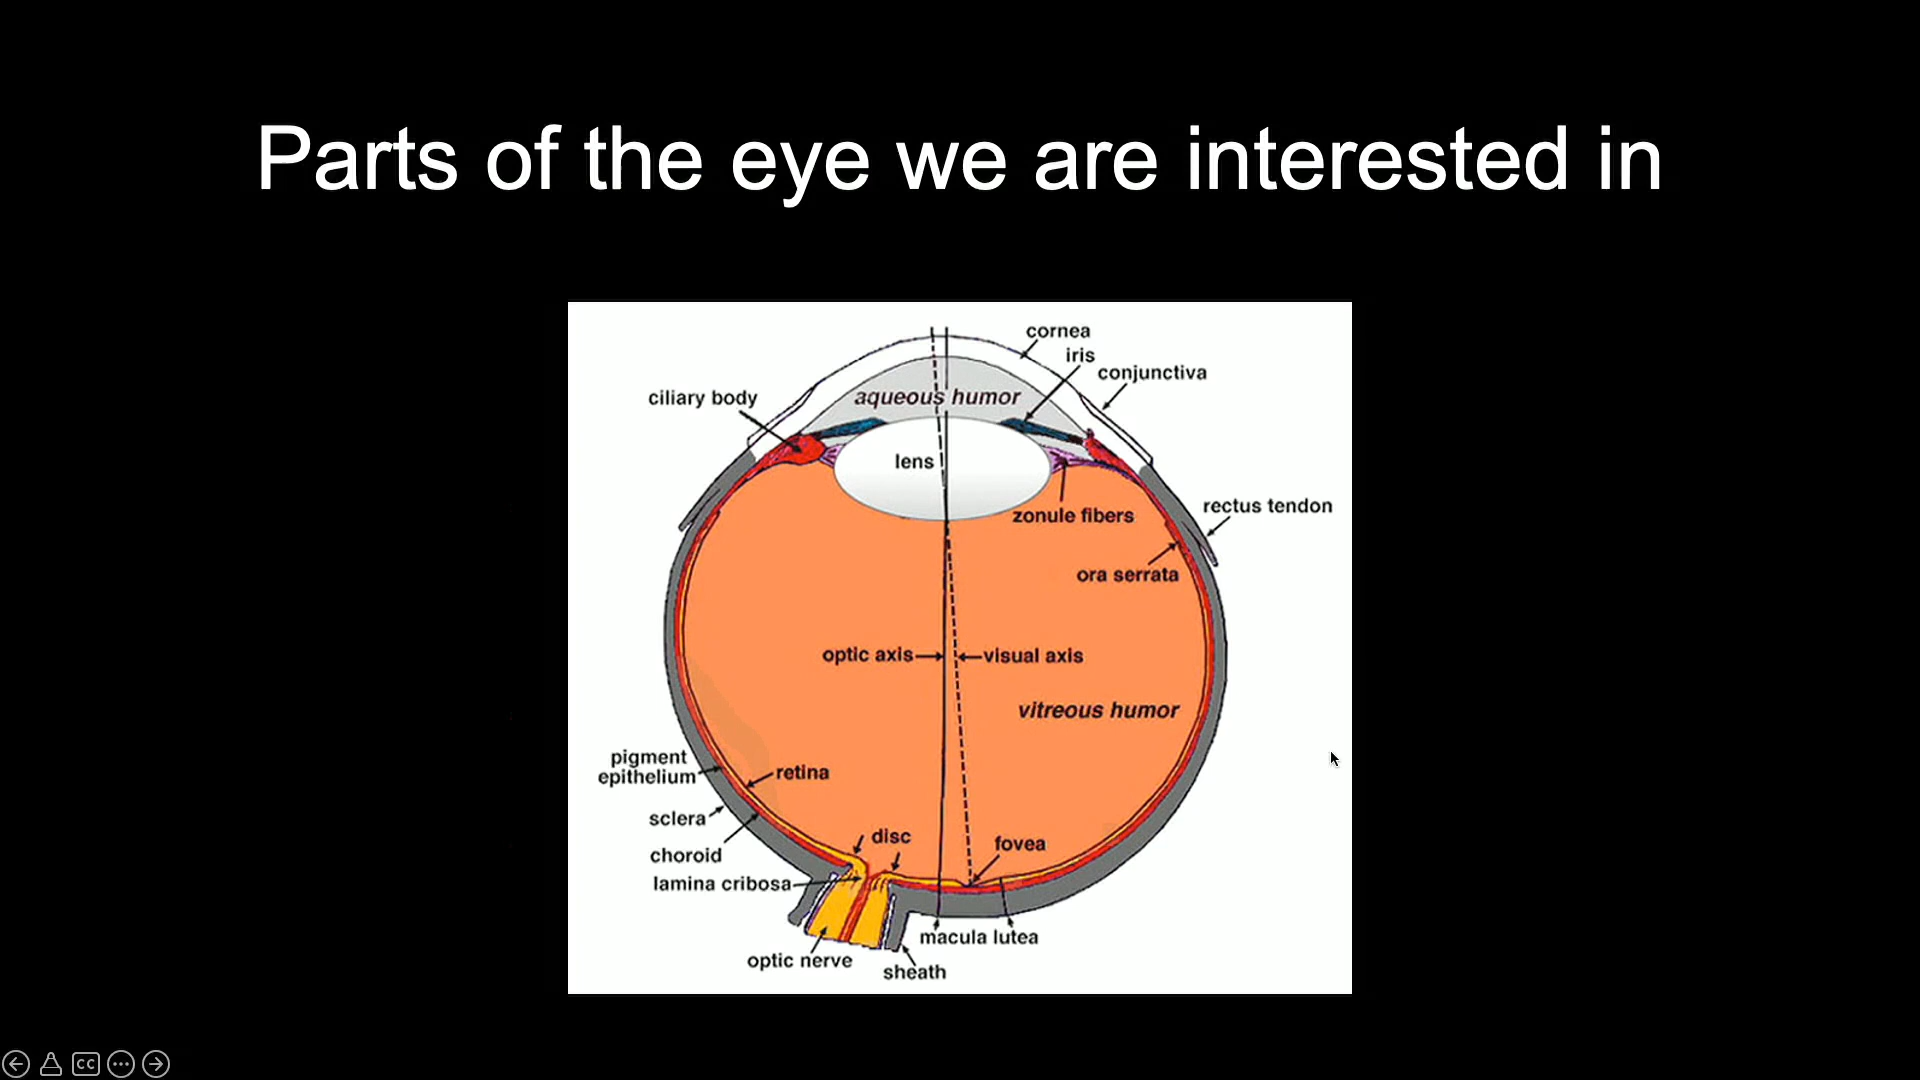 Parts of the eye we are interested in
cornea
iris
conjunctiva
ciliary body
aqueous humor
lens
zonule fibers
rectus tendon
ora serrata
optic axis
visual axis
vitreous humor
pigment
epithelium
retina
sclera
disc
fovea
choroid
lamina cribosa
macula lutea
optic nerve
sheath
CC